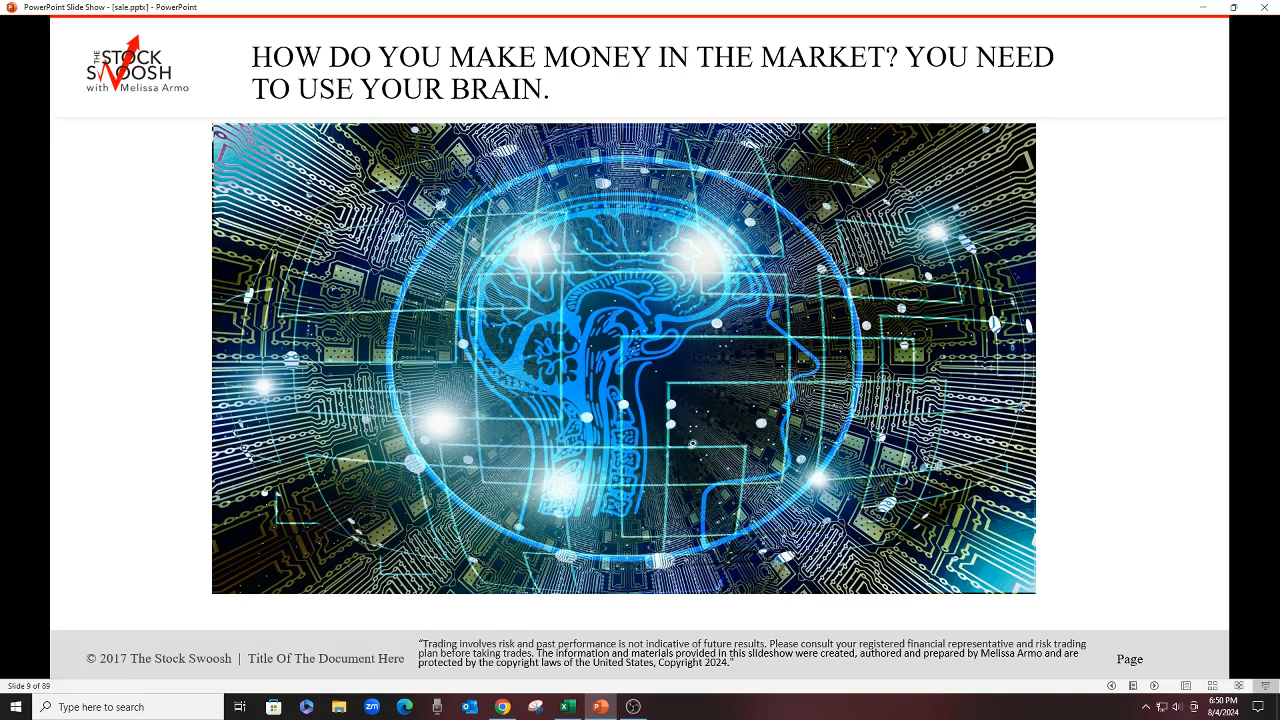 PowerPoint Slide Show - [sale.pptx] - PowerPoint
THE STOCK
SWOOSH
with Melissa Armo
HOW DO YOU MAKE MONEY IN THE MARKET? YOU NEED
TO USE YOUR BRAIN.
© 2017 The Stock Swoosh | Title Of The Document Here
“Trading involves risk and past performance is not indicative of future results. Please consult your registered financial representative and risk trading
plan before taking trades. The information and materials provided in this slideshow were created, authored and prepared by Melissa Armo and are
protected by the copyright laws of the United States, Copyright 2024."
Page
Slide 9 of 89
Type here to search
6:50 PM
8/4/2024